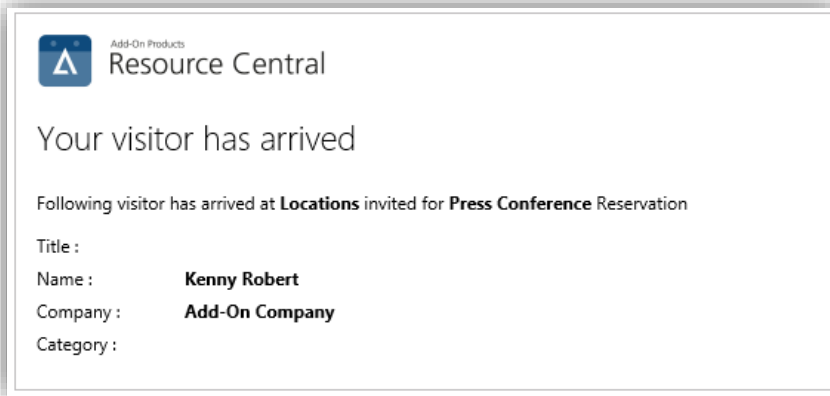 Add-On Products
Resource Central
Your visitor has arrived
Following visitor has arrived at Locations invited for Press Conference Reservation
Title :
Name : Kenny Robert
Company : Add-On Company
Category :